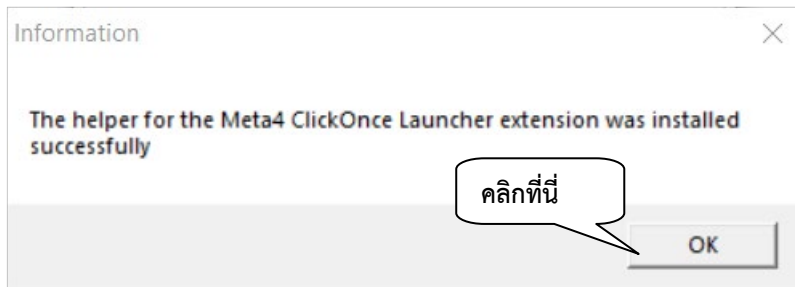 Information
The helper for the Meta4 ClickOnce Launcher extension was installed
successfully
คลิกที่นี่
OK